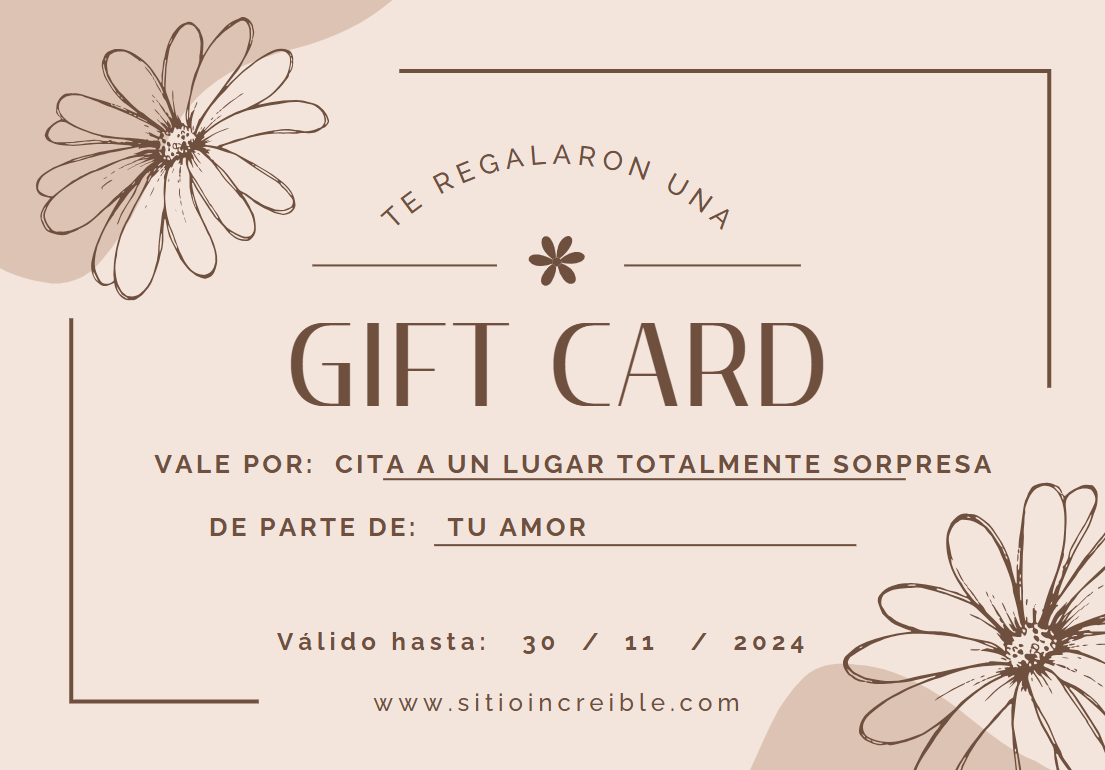 TE REGALARON UNA
GIFT CARD
VALE POR: CITA A UN LUGAR TOTALMENTE SORPRESA
DE PARTE DE: TU AMOR
Válido hasta: 30 / 11 / 2024
www.sitioincreible.com